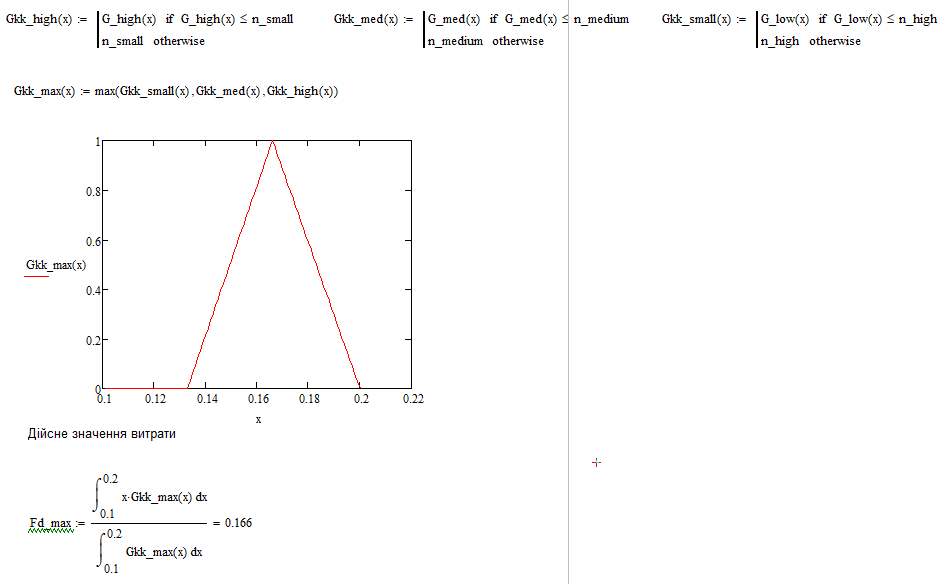 Gkk_high(x) := G_high(x) if G_high(x) ≤ n_small
n_small otherwise
Gkk_med(x) := G_med(x) if G_med(x) ≤ n_medium
n_medium otherwise
Gkk_small(x) := G_low(x) if G_low(x) ≤ n_high
n_high otherwise
Gkk_max(x) := max(Gkk_small(x), Gkk_med(x), Gkk_high(x))
1
0.8
0.6
Gkk_max(x)
0.4
0.2
0
0.1 0.12 0.14 0.16 0.18 0.2 0.22
x
Дійсне значення витрати
0.2
x·Gkk_max(x) dx
0.1
Fd_max := = 0.166
0.2
Gkk_max(x) dx
0.1